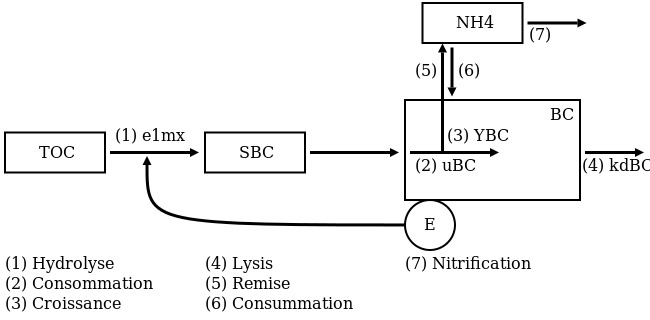 NH4
(7)
(5)
(6)
BC
(1) e1mx
(3) YBC
TOC
SBC
(2) uBC
(4) kdBC
E
(1) Hydrolyse
(4) Lysis
(7) Nitrification
(2) Consommation
(5) Remise
(3) Croissance
(6) Consummation